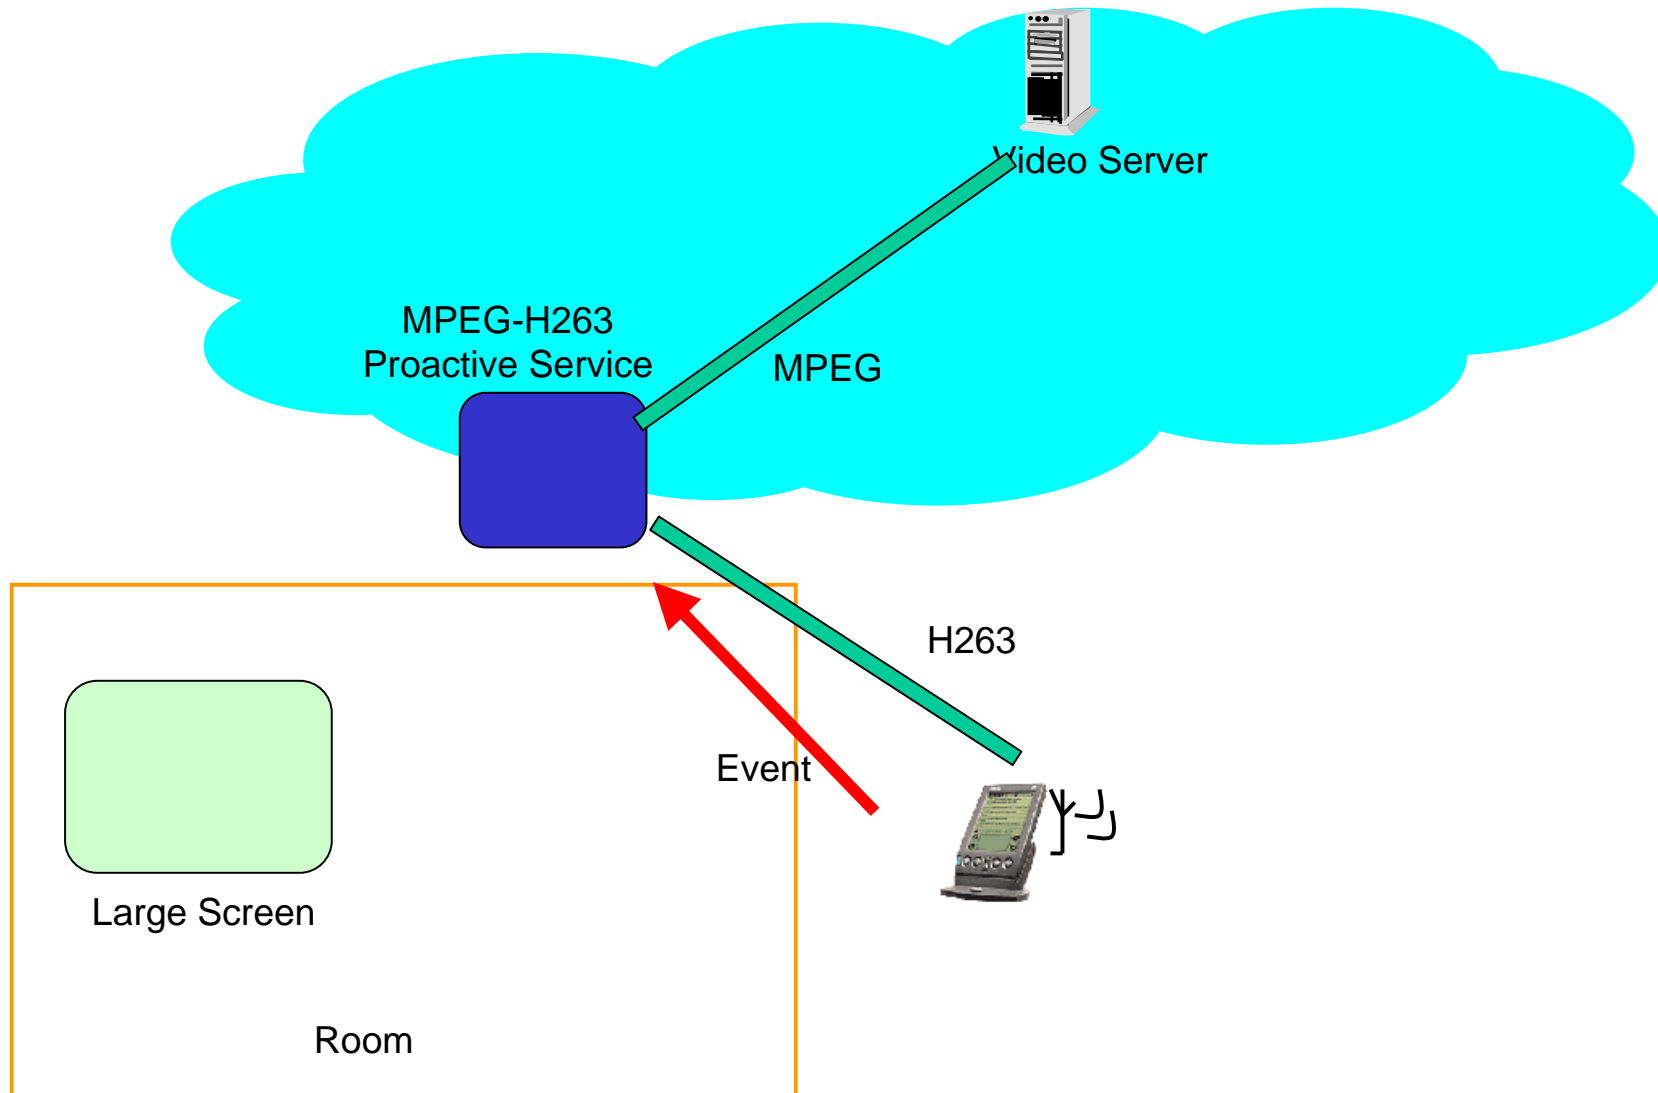 Video Server
MPEG-H263
Proactive Service
MPEG
H263
Event
Large Screen
Room